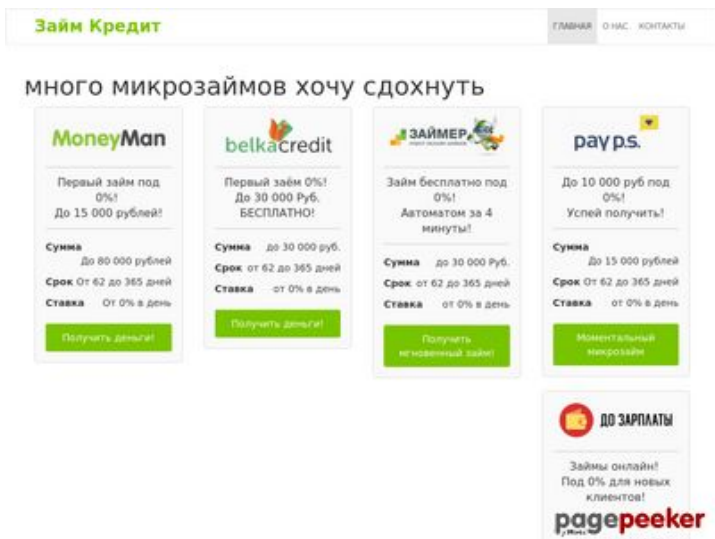 Займ Кредит
ГЛАВНАЯ О НАС КОНТАКТЫ
много микрозаймов хочу сдохнуть
MoneyMan
Первый займ под
0%!
До 15 000 рублей!
Сумма
До 80 000 рублей
Срок От 62 до 365 дней
Ставка От 0% в день
Получить деньги!
belkacredit
Первый заём 0%!
До 30 000 Руб.
БЕСПЛАТНО!
Сумма до 30 000 руб.
Срок от 62 до 365 дней
Ставка от 0% в день
Получить деньги!
ЗАЙМЕР
Займ бесплатно под
0%!
Автоматом за 4
минуты!
Сумма до 30 000 Руб.
Срок от 62 до 365 дней
Ставка от 0% в день
Получить
мгновенный займ!
pay p.s.
До 10 000 руб под
0%!
Успей получить!
Сумма
До 15 000 рублей
Срок От 62 до 365 дней
Ставка от 0% в день
Моментальный
микрозайм
ДО ЗАРПЛАТЫ
Займы онлайн!
Под 0% для новых
клиентов!
pagepeeker